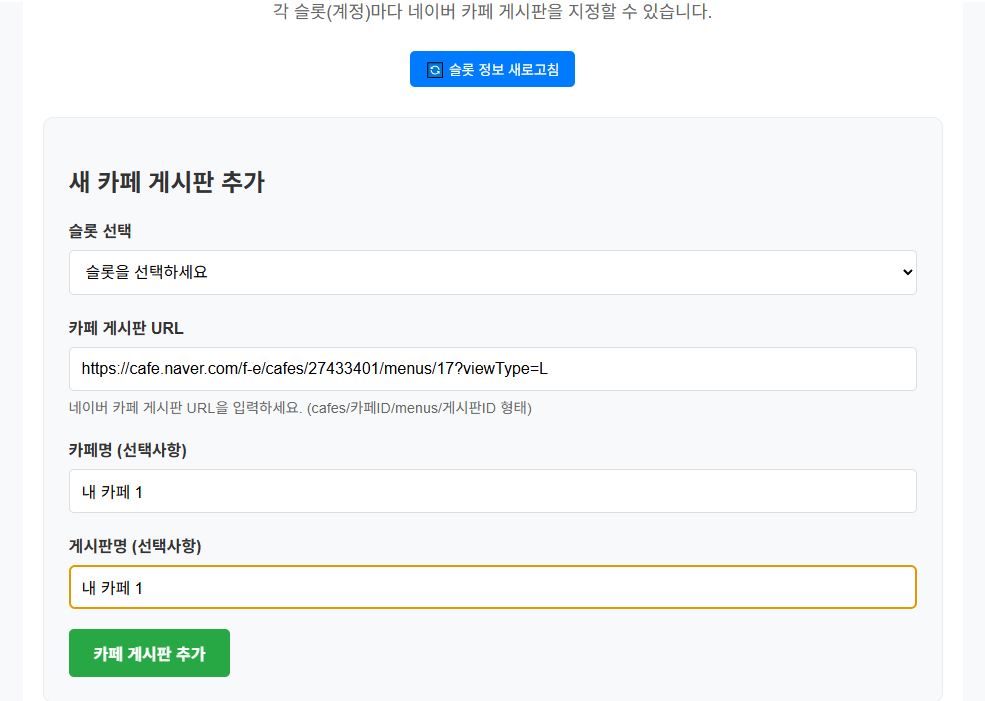 각 슬롯(계정)마다 네이버 카페 게시판을 지정할 수 있습니다.
슬롯 정보 새로고침
새 카페 게시판 추가
슬롯 선택
슬롯을 선택하세요
카페 게시판 URL
https://cafe.naver.com/f-e/cafes/27433401/menus/17?viewType=L
네이버 카페 게시판 URL을 입력하세요. (cafes/카페ID/menus/게시판ID 형태)
카페명 (선택사항)
내 카페 1
게시판명 (선택사항)
내 카페 1
카페 게시판 추가